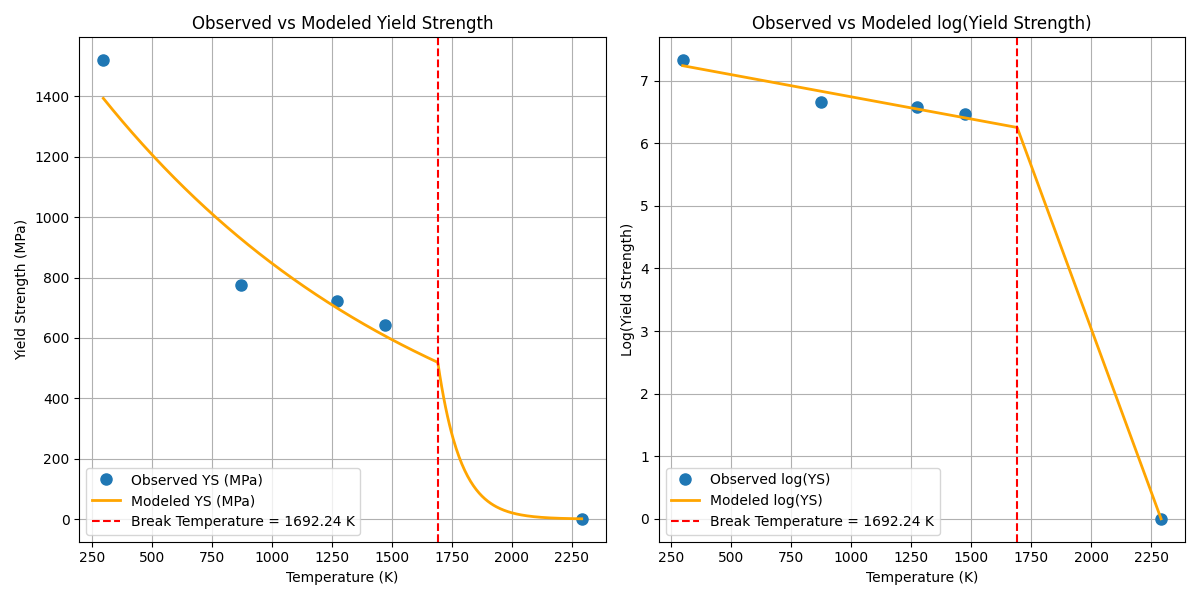 Observed vs Modeled Yield Strength
Yield Strength (MPa)
1400
1200
1000
800
600
400
200
0
Observed YS (MPa)
Modeled YS (MPa)
Break Temperature = 1692.24 K
250 500 750 1000 1250 1500 1750 2000 2250
Temperature (K)
Observed vs Modeled log(Yield Strength)
Log(Yield Strength)
7
6
5
4
3
2
1
0
Observed log(YS)
Modeled log(YS)
Break Temperature = 1692.24 K
250 500 750 1000 1250 1500 1750 2000 2250
Temperature (K)